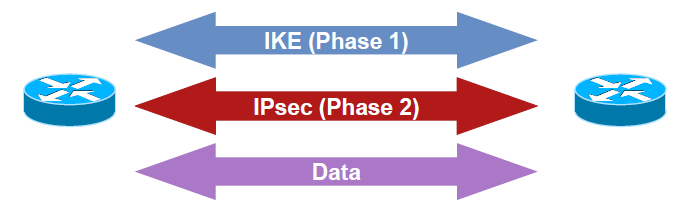 IKE (Phase 1)
IPsec (Phase 2)
Data